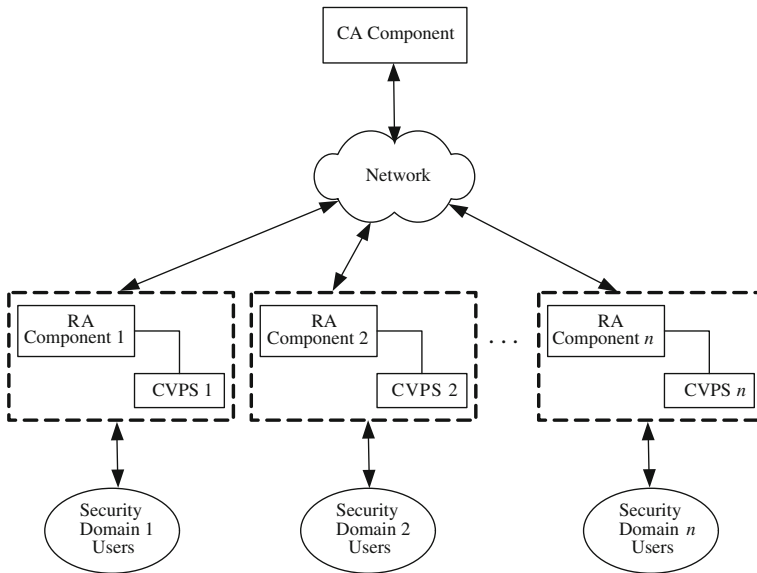 CA Component
Network
RA
Component 1
CVPS 1
RA
Component 2
CVPS 2
. . .
RA
Component n
CVPS n
Security
Domain 1
Users
Security
Domain 2
Users
Security
Domain n
Users